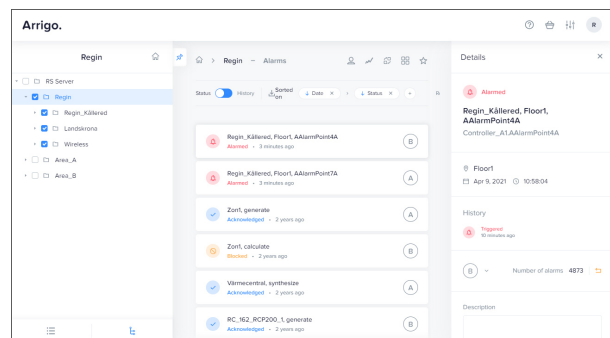 Arrigo.
R
Regin
RS Server
Regin
Regin_Kållered
Landskrona
Wireless
Area_A
Area_B
Regin – Alarms
Status History Sorted on Date × Status × +
Regin_Kållered, Floor1, AAlarmPoint4A
Alarmed • 3 minutes ago
B
Regin_Kållered, Floor1, AAlarmPoint7A
Alarmed • 3 minutes ago
A
Zon1, generate
Acknowledged • 2 years ago
A
Zon1, calculate
Blocked • 2 years ago
B
Värmecentral, synthesize
Acknowledged • 2 years ago
A
RC_162_RCP200_1, generate
Acknowledged • 2 years ago
B
Details ×
Alarmed
Regin_Kållered, Floor1,
AAlarmPoint4A
Controller_A1.AAlarmPoint4A
Floor1
Apr 9, 2021 10:58:04
History
Triggered
10 minutes ago
B Number of alarms 4873
Description